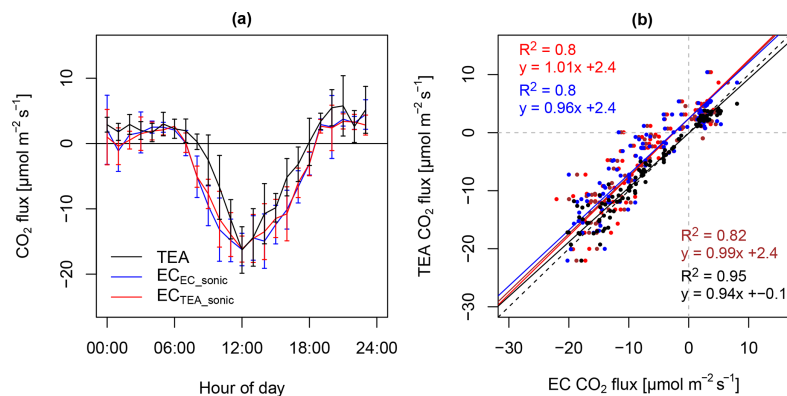 (a)
CO2 flux [µmol m−2 s−1]
10
0
−10
−20
TEA
ECEC_sonic
ECTEA_sonic
00:00 06:00 12:00 18:00 24:00
Hour of day
(b)
TEA CO2 flux [µmol m−2 s−1]
10
0
−10
−20
−30
R2 = 0.8
y = 1.01x +2.4
R2 = 0.8
y = 0.96x +2.4
R2 = 0.82
y = 0.99x +2.4
R2 = 0.95
y = 0.94x +−0.1
−30 −20 −10 0 10
EC CO2 flux [µmol m−2 s−1]